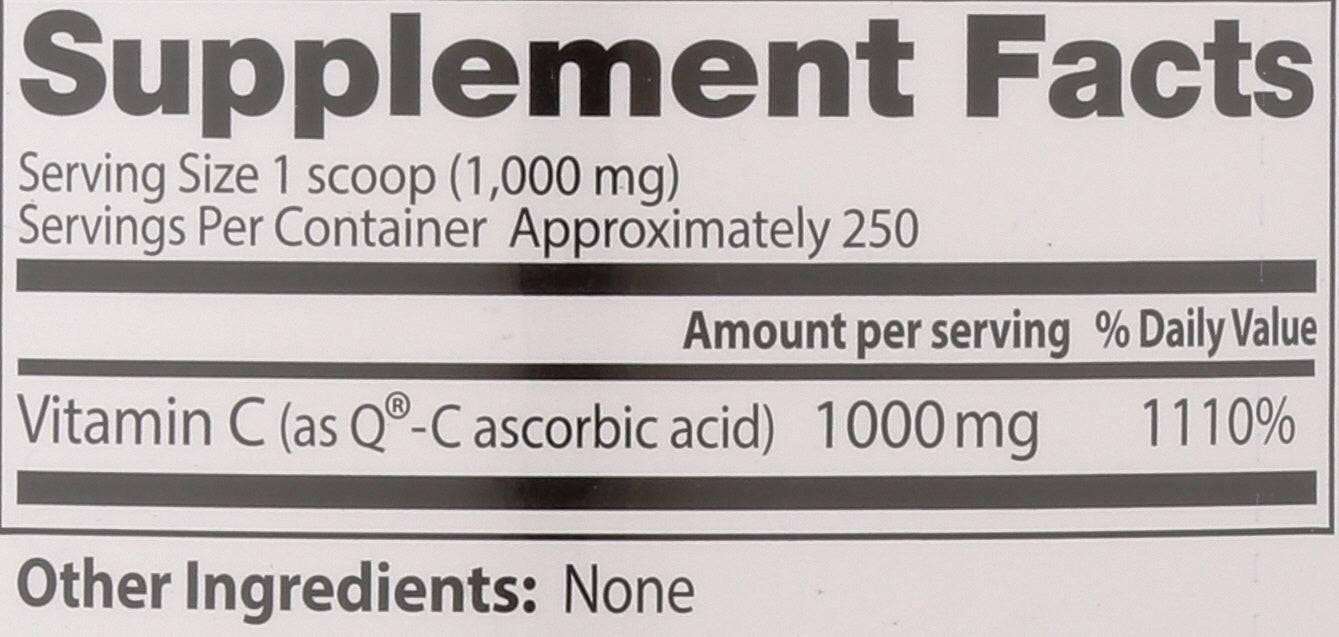 Supplement Facts
Serving Size 1 scoop (1,000 mg)
Servings Per Container Approximately 250
Amount per serving % Daily Value
Vitamin C (as Q®-C ascorbic acid) 1000 mg 1110%
Other Ingredients: None